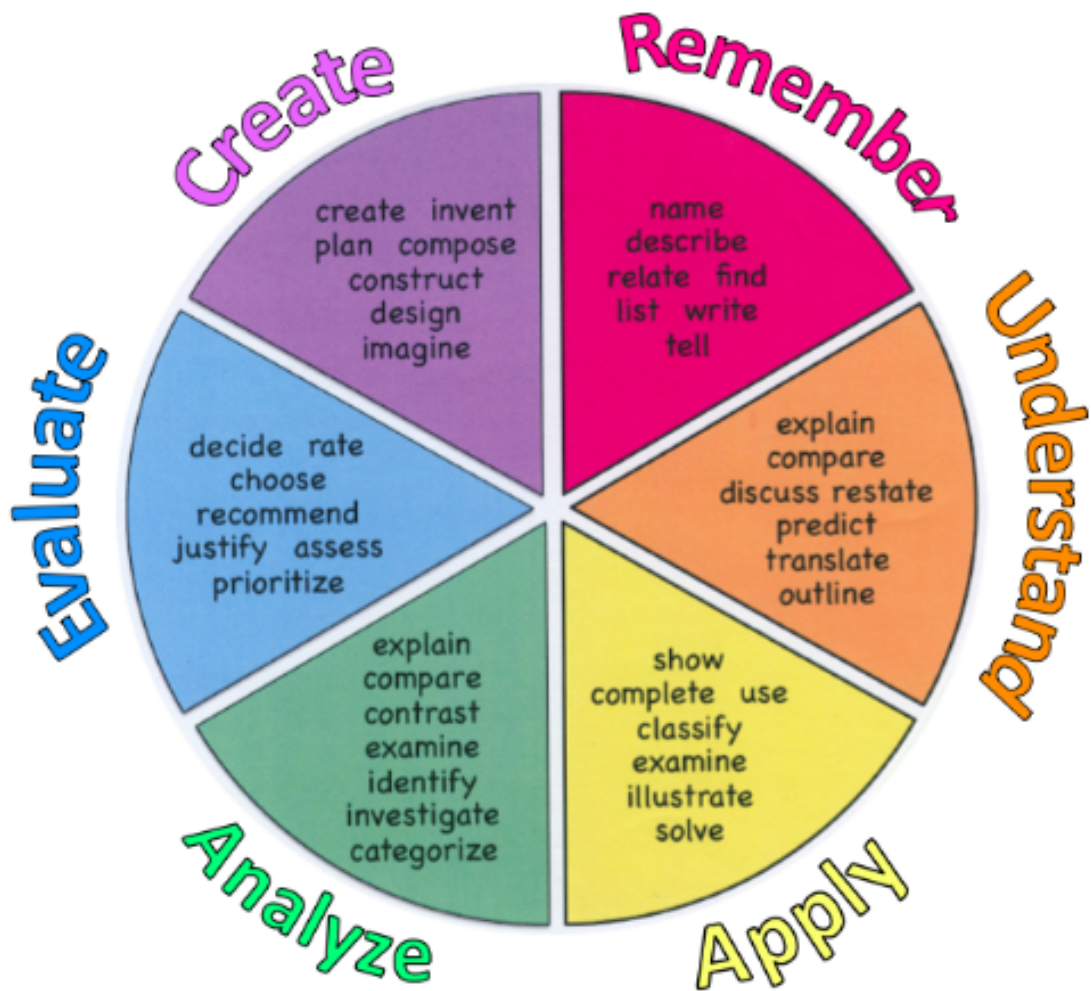 Remember
name
describe
relate find
list write
tell
Understand
explain
compare
discuss restate
predict
translate
outline
Apply
show
complete use
classify
examine
illustrate
solve
Analyze
explain
compare
contrast
examine
identify
investigate
categorize
Evaluate
decide rate
choose
recommend
justify assess
prioritize
Create
create invent
plan compose
construct
design
imagine